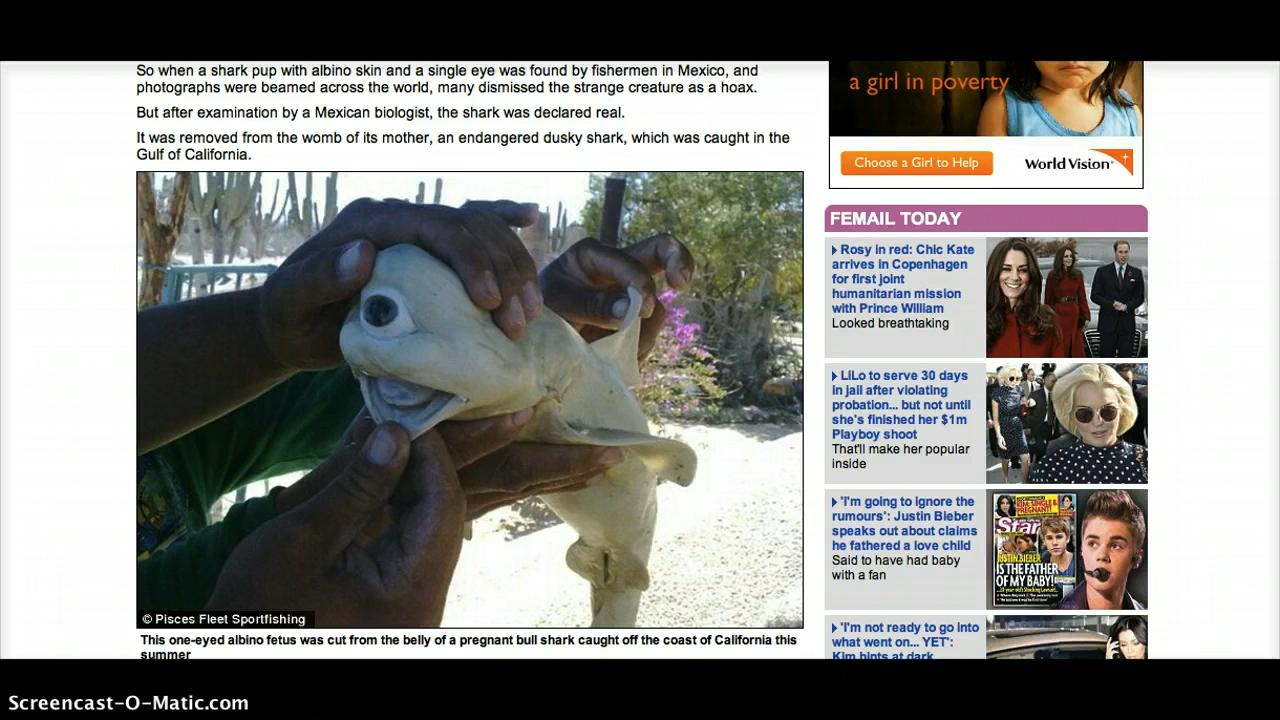 So when a shark pup with albino skin and a single eye was found by fishermen in Mexico, and
photographs were beamed across the world, many dismissed the strange creature as a hoax.
But after examination by a Mexican biologist, the shark was declared real.
It was removed from the womb of its mother, an endangered dusky shark, which was caught in the
Gulf of California.
© Pisces Fleet Sportfishing
This one-eyed albino fetus was cut from the belly of a pregnant bull shark caught off the coast of California this
summer
a girl in poverty
Choose a Girl to Help
World Vision
FEMAIL TODAY
Rosy in red: Chic Kate
arrives in Copenhagen
for first joint
humanitarian mission
with Prince William
Looked breathtaking
LiLo to serve 30 days
in jail after violating
probation... but not until
she's finished her $1m
Playboy shoot
That'll make her popular
inside
'I'm going to ignore the
rumours': Justin Bieber
speaks out about claims
he fathered a love child
Said to have had baby
with a fan
Star
JUSTIN BIEBER
IS THE FATHER
OF MY BABY!
'I'm not ready to go into
what went on... YET':
Kim hints at dark
Screencast-O-Matic.com